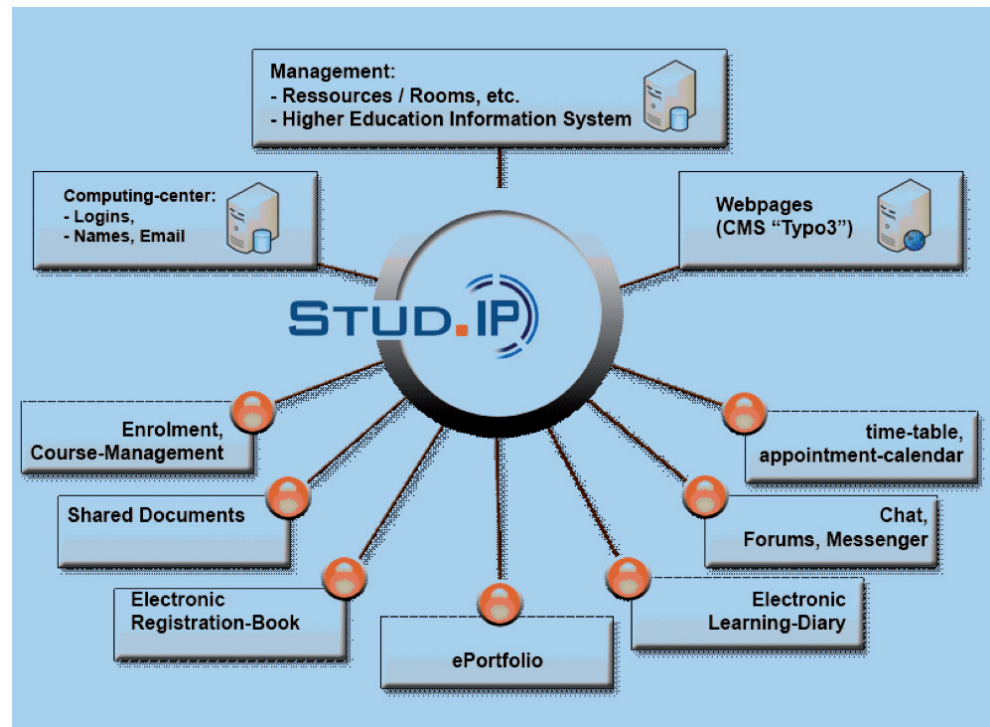 Management:
- Ressources / Rooms, etc.
- Higher Education Information System
Computing-center:
- Logins,
- Names, Email
Webpages
(CMS “Typo3”)
STUD.IP
Enrolment,
Course-Management
time-table,
appointment-calendar
Shared Documents
Chat,
Forums, Messenger
Electronic
Registration-Book
Electronic
Learning-Diary
ePortfolio